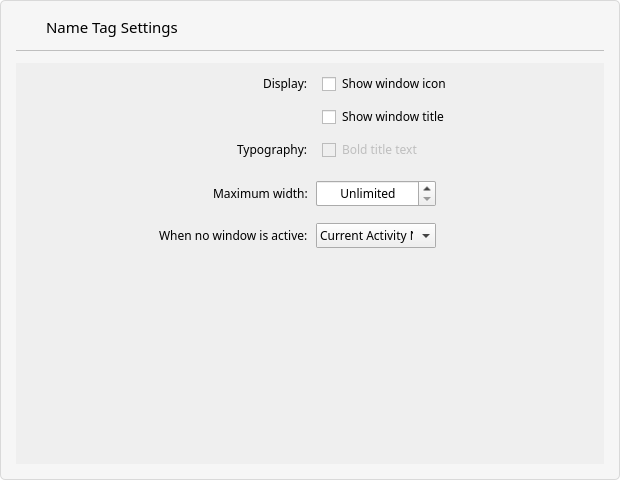 Name Tag Settings
Display: Show window icon
Show window title
Typography: Bold title text
Maximum width: Unlimited
When no window is active: Current Activity